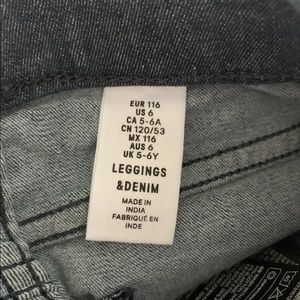 EUR 116
US 6
CA 5-6A
CN 120/53
MX 116
AUS 6
UK 5-6Y
LEGGINGS
&DENIM
MADE IN
INDIA
FABRIQUÉ EN
INDE